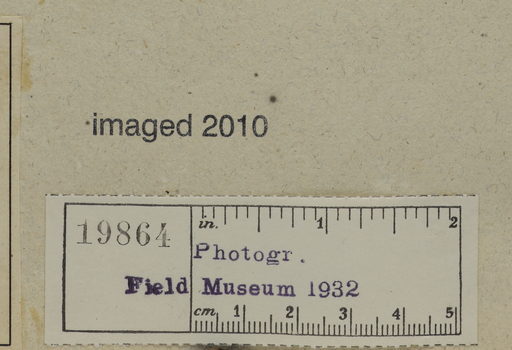 imaged 2010
in. 1 2
19864
Photogr.
Field Museum 1932
cm 1 2 3 4 5